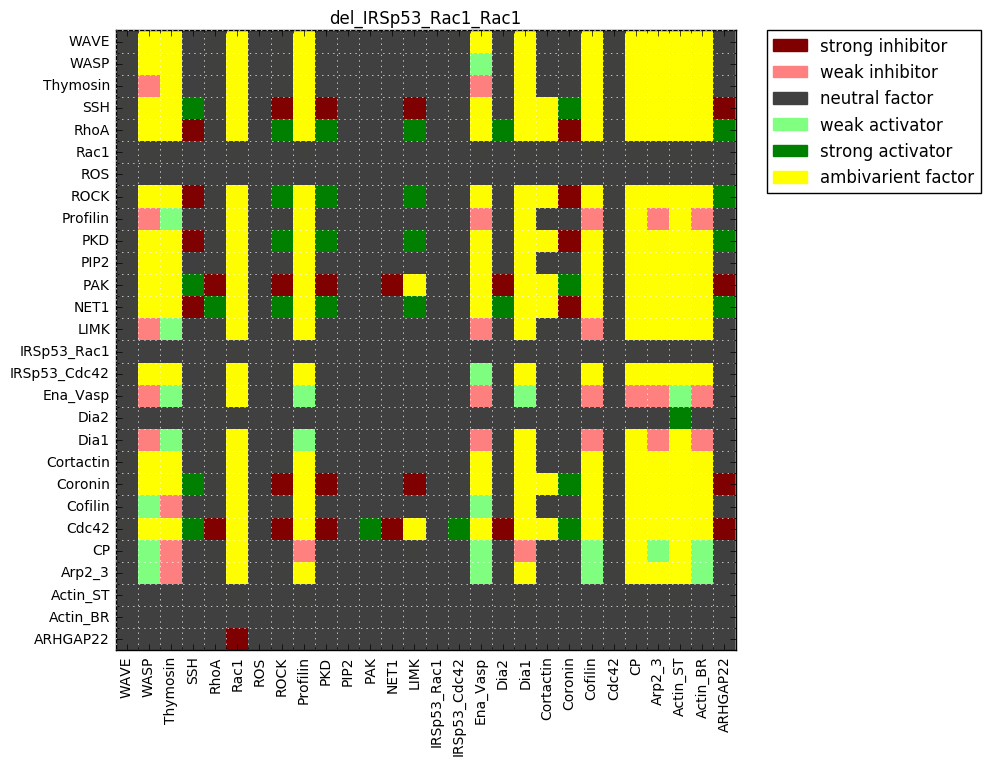 del_IRSp53_Rac1_Rac1
WAVE
WASP
Thymosin
SSH
RhoA
Rac1
ROS
ROCK
Profilin
PKD
PIP2
PAK
NET1
LIMK
IRSp53_Rac1
IRSp53_Cdc42
Ena_Vasp
Dia2
Dia1
Cortactin
Coronin
Cofilin
Cdc42
CP
Arp2_3
Actin_ST
Actin_BR
ARHGAP22
WAVE
WASP
Thymosin
SSH
RhoA
Rac1
ROS
ROCK
Profilin
PKD
PIP2
PAK
NET1
LIMK
IRSp53_Rac1
IRSp53_Cdc42
Ena_Vasp
Dia2
Dia1
Cortactin
Coronin
Cofilin
Cdc42
CP
Arp2_3
Actin_ST
Actin_BR
ARHGAP22
strong inhibitor
weak inhibitor
neutral factor
weak activator
strong activator
ambivarient factor